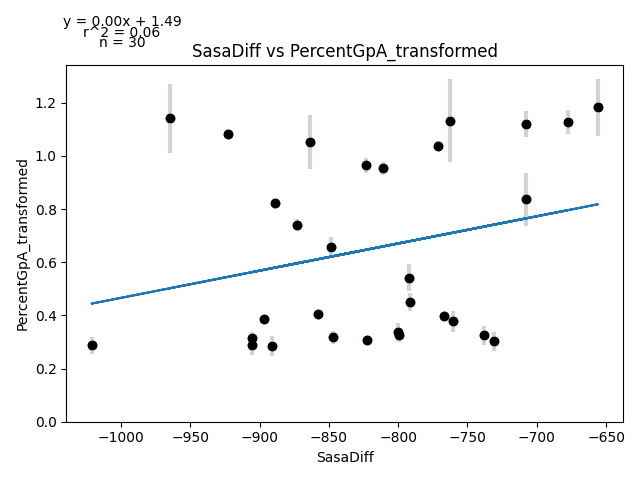 y = 0.00x + 1.49
r^2 = 0.06
n = 30
SasaDiff vs PercentGpA_transformed
1.2
1.0
0.8
0.6
0.4
0.2
0.0
PercentGpA_transformed
−1000 −950 −900 −850 −800 −750 −700 −650
SasaDiff